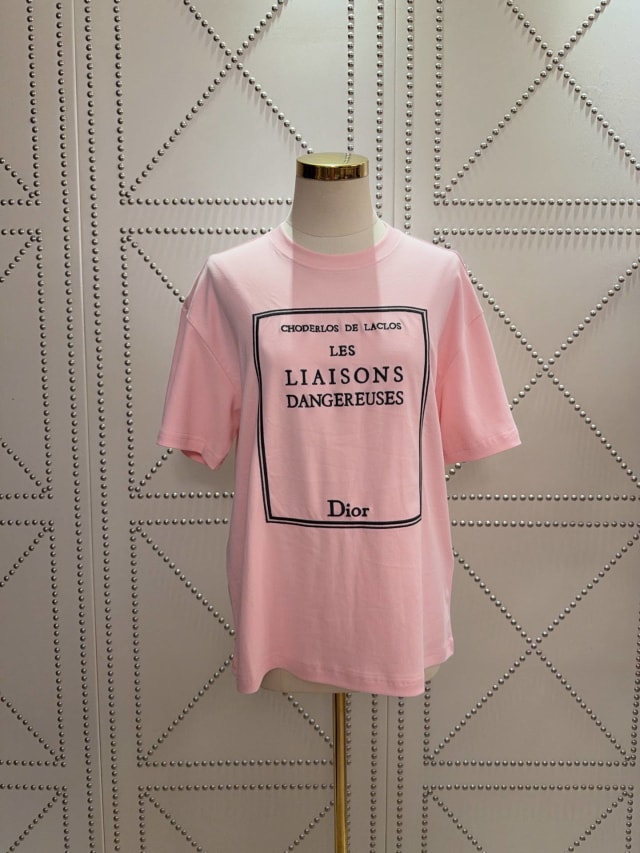 CHODERLOS DE LACLOS
LES
LIAISONS
DANGEREUSES
Dior